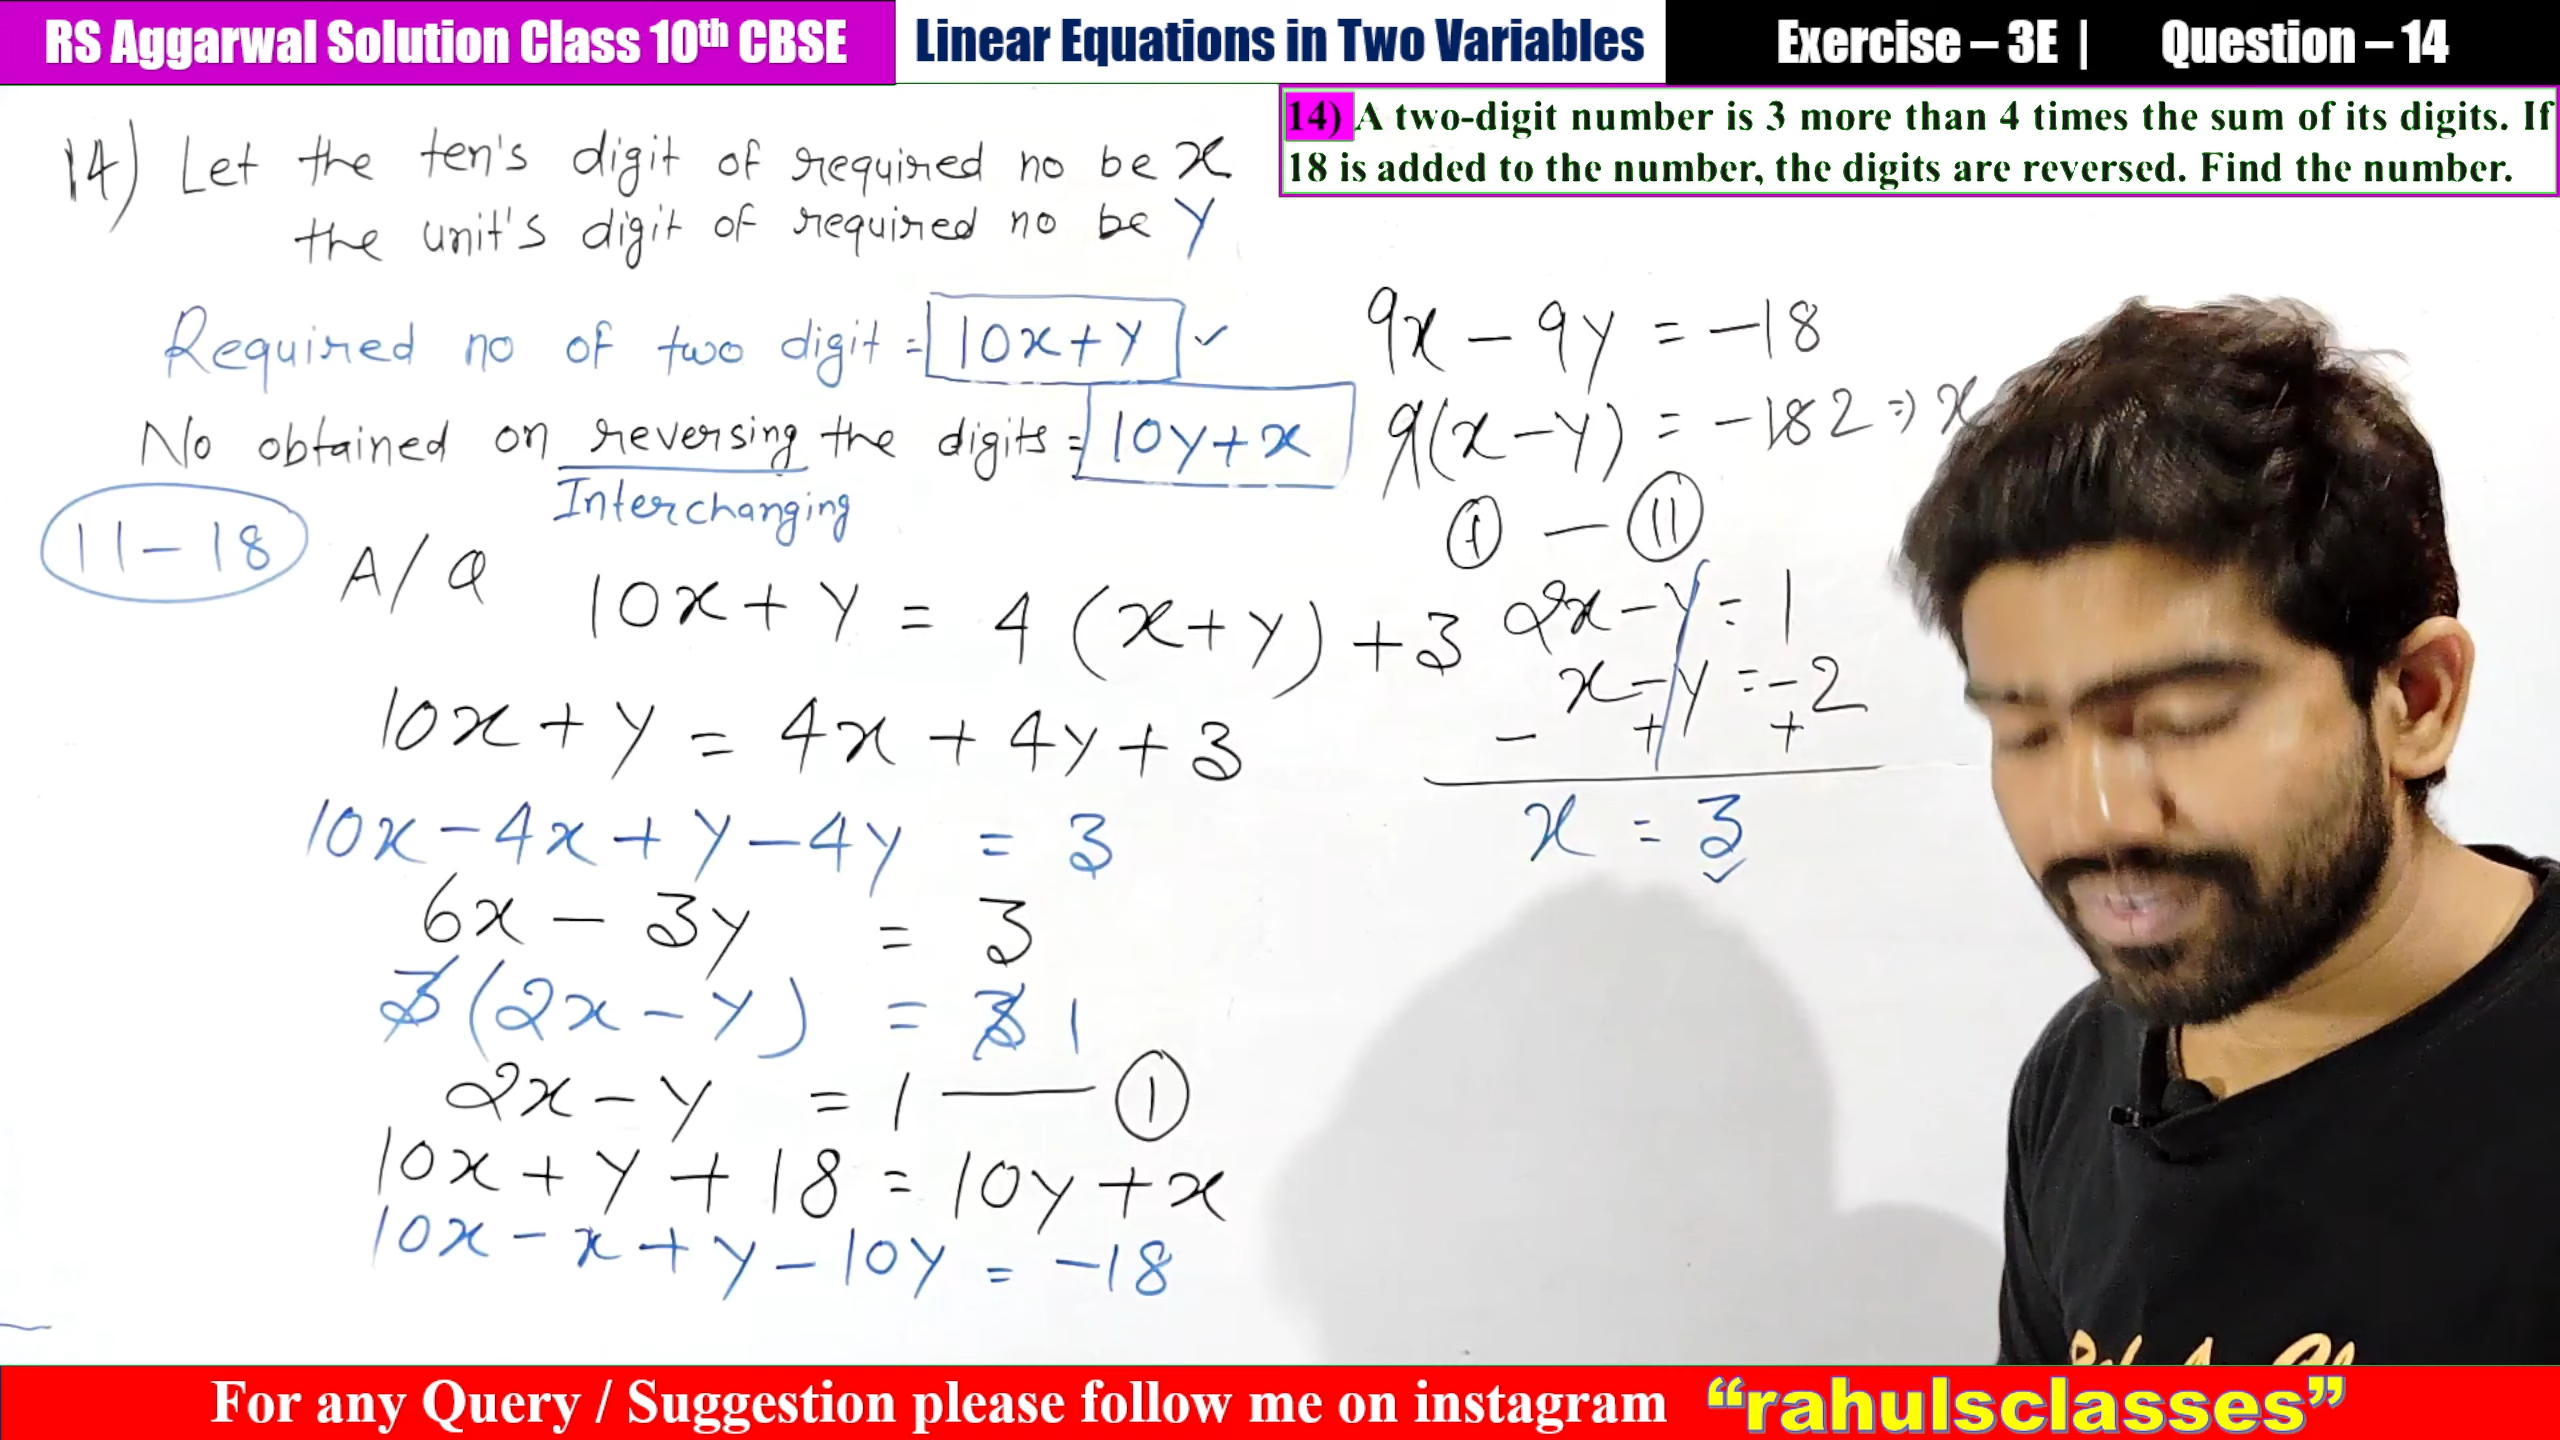 RS Aggarwal Solution Class 10th CBSE
Linear Equations in Two Variables
Exercise – 3E | Question – 14
14) A two-digit number is 3 more than 4 times the sum of its digits. If
18 is added to the number, the digits are reversed. Find the number.
14) Let the ten's digit of required no be x
the unit's digit of required no be y
Required no of two digit = 10x+y ✓
No obtained on reversing the digits = 10y+x
Interchanging
11-18
A/Q
10x+y = 4(x+y)+3
10x+y = 4x+4y+3
10x-4x+y-4y = 3
6x-3y = 3
3(2x-y) = 3 1
2x-y = 1 — ①
10x+y+18 = 10y+x
10x-x+y-10y = -18
9x-9y = -18
9(x-y) = -18 2 ⇒ x
① — ⑪
2x-y = 1
x-y = -2
- + +
x = 3
For any Query / Suggestion please follow me on instagram “rahulsclasses”